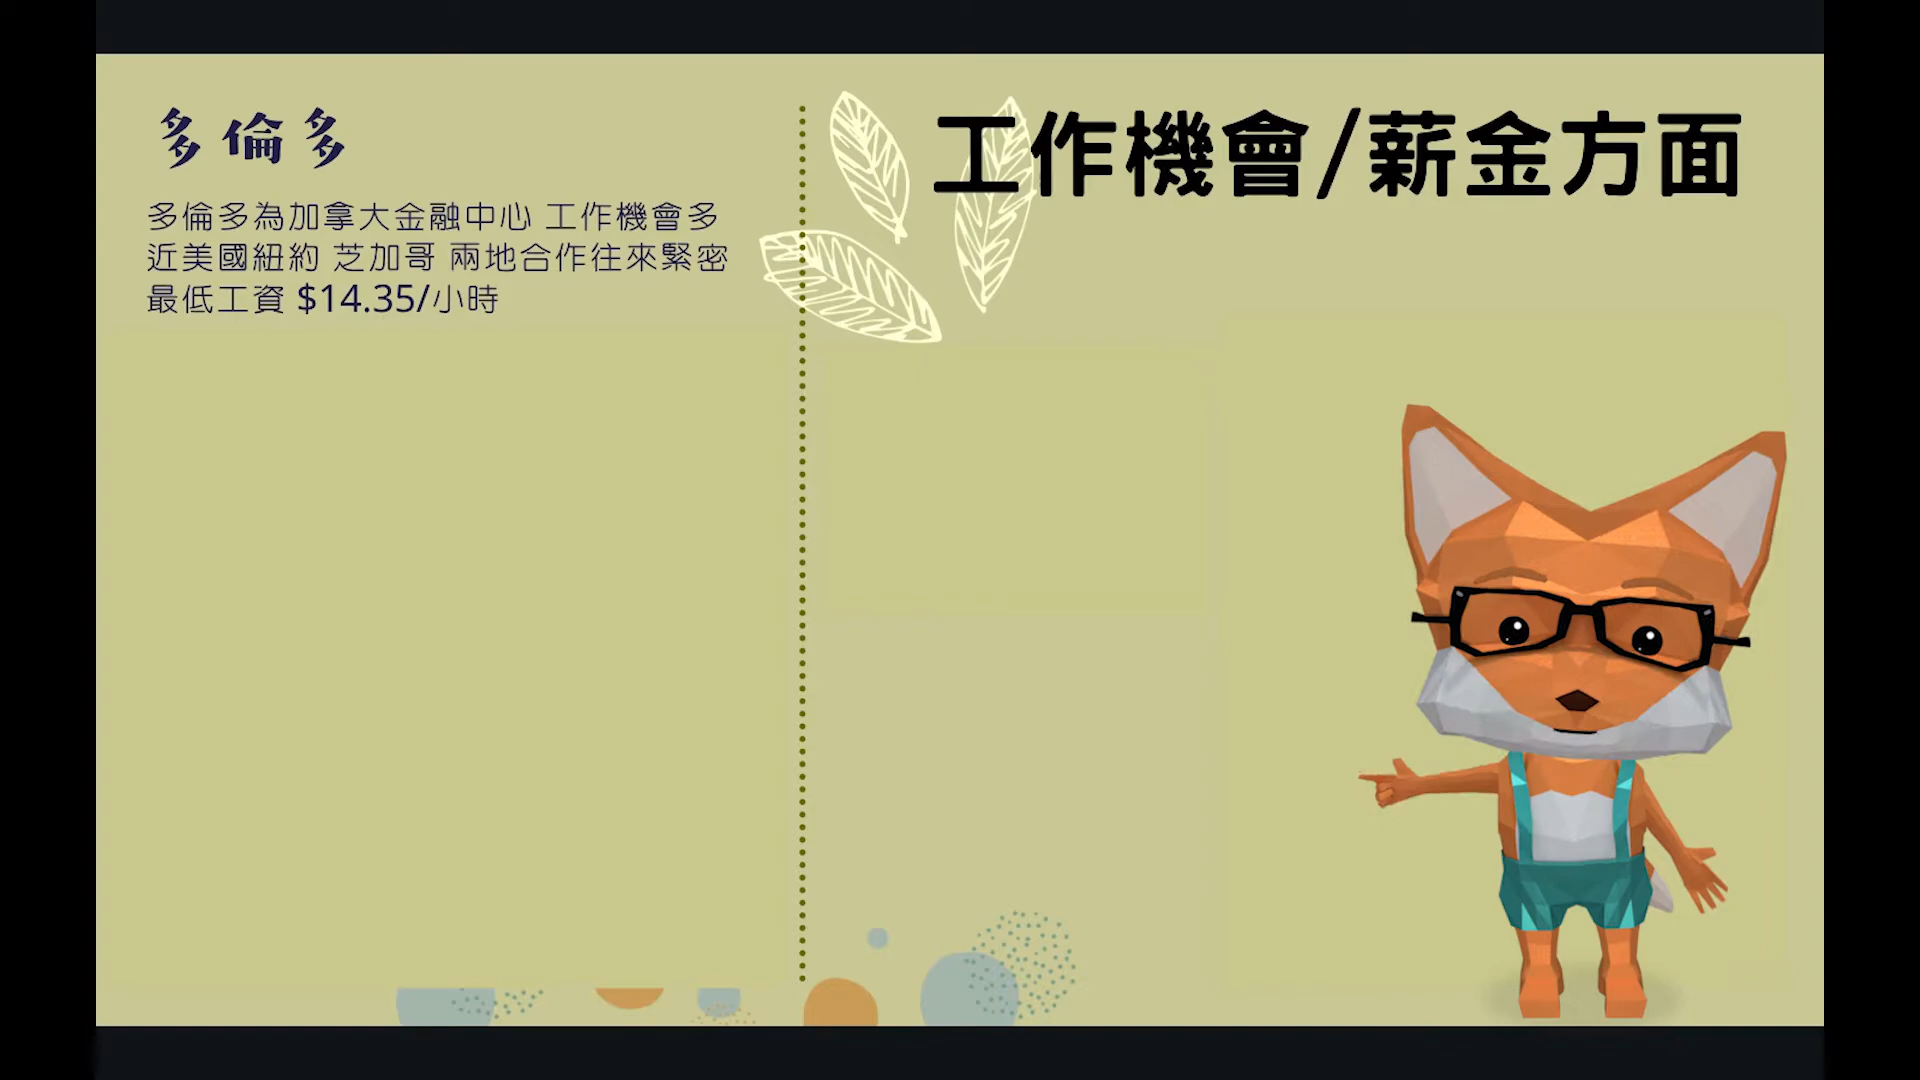 多倫多
工作機會/薪金方面
多倫多為加拿大金融中心 工作機會多
近美國紐約 芝加哥 兩地合作往來緊密
最低工資 $14.35/小時